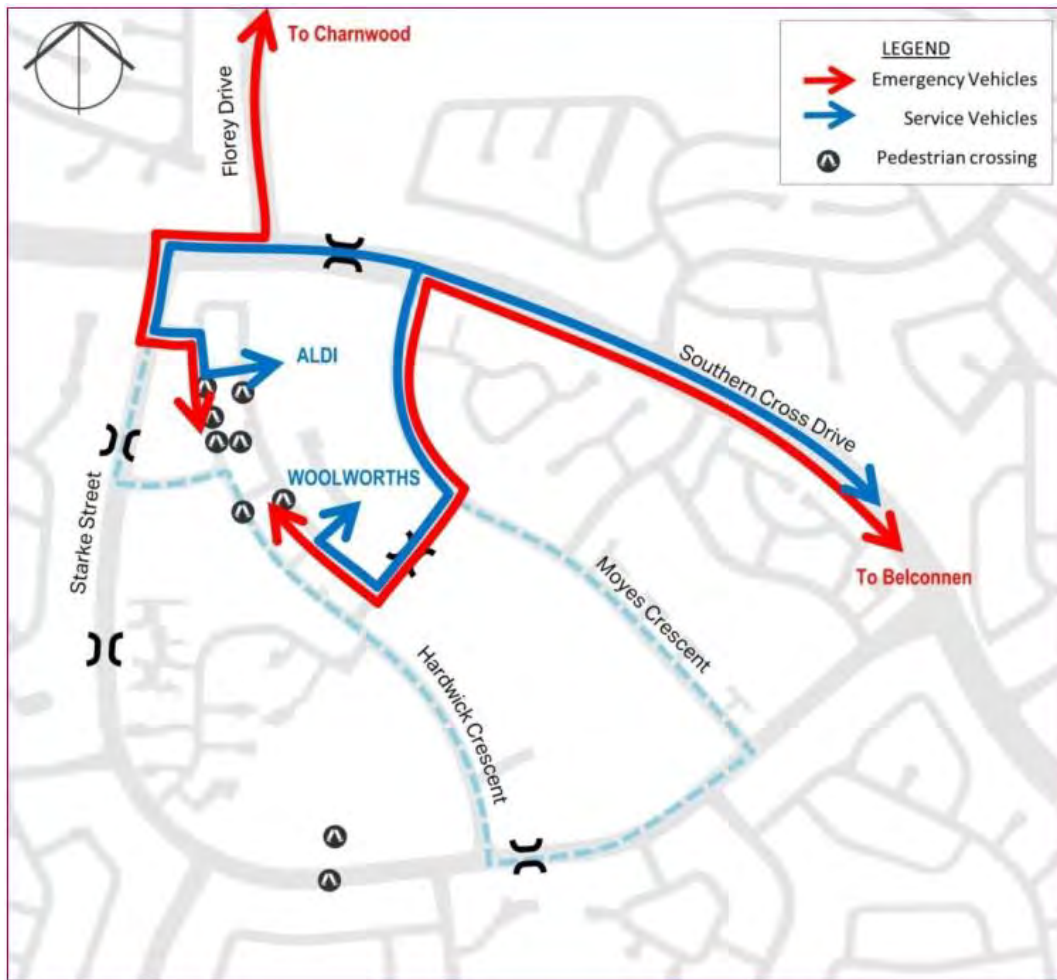 To Charnwood
LEGEND
Emergency Vehicles
Service Vehicles
Pedestrian crossing
Florey Drive
ALDI
Southern Cross Drive
WOOLWORTHS
Starke Street
To Belconnen
Moyes Crescent
Hardwick Crescent